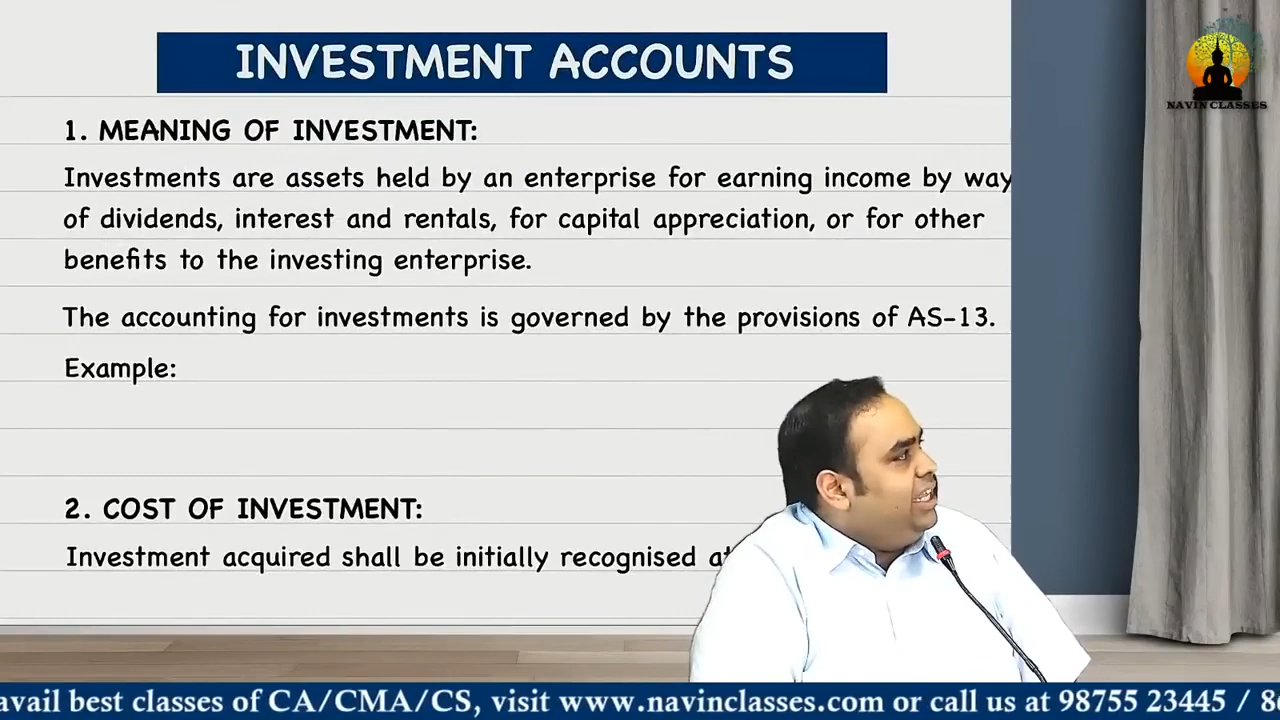 INVESTMENT ACCOUNTS
NAVIN CLASSES
1. MEANING OF INVESTMENT:
Investments are assets held by an enterprise for earning income by way
of dividends, interest and rentals, for capital appreciation, or for other
benefits to the investing enterprise.
The accounting for investments is governed by the provisions of AS-13.
Example:
2. COST OF INVESTMENT:
Investment acquired shall be initially recognised
avail best classes of CA/CMA/CS, visit www.navinclasses.com or call us at 98755 23445 /